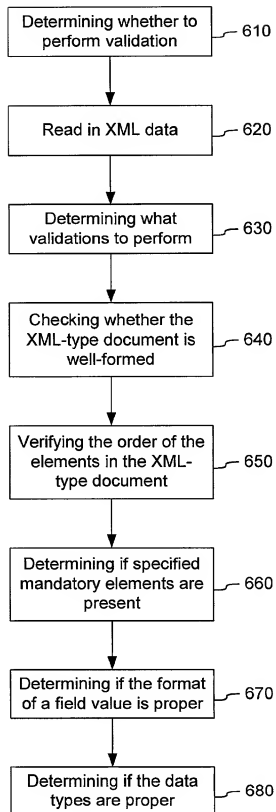 Determining whether to
perform validation
610
Read in XML data
620
Determining what
validations to perform
630
Checking whether the
XML-type document is
well-formed
640
Verifying the order of the
elements in the XML-
type document
650
Determining if specified
mandatory elements are
present
660
Determining if the format
of a field value is proper
670
Determining if the data
types are proper
680